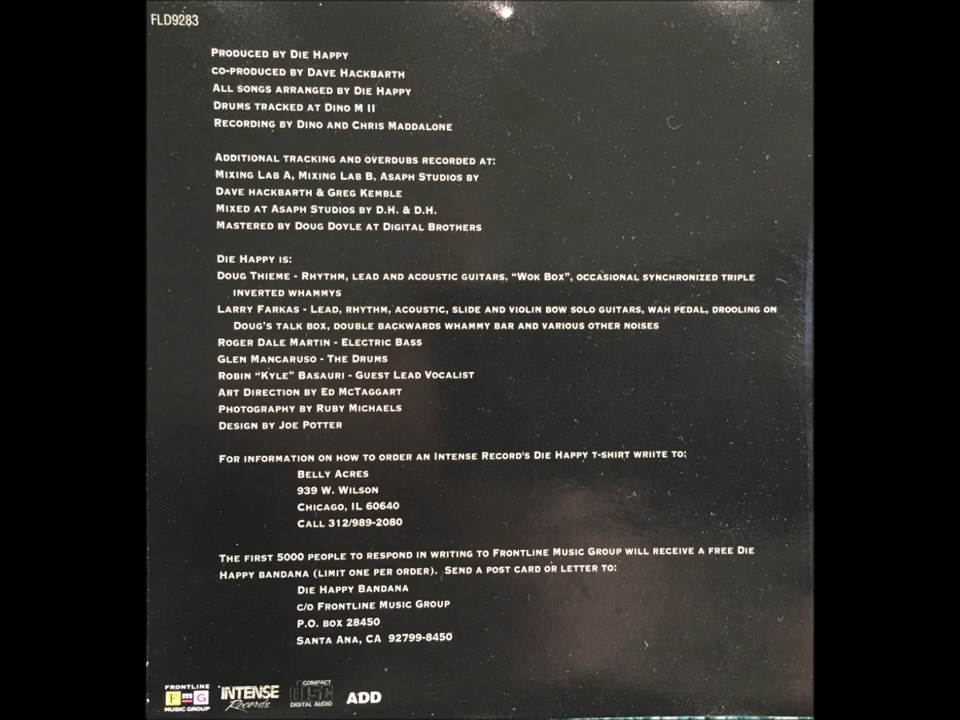 FLD9283
PRODUCED BY DIE HAPPY
CO-PRODUCED BY DAVE HACKBARTH
ALL SONGS ARRANGED BY DIE HAPPY
DRUMS TRACKED AT DINO M II
RECORDING BY DINO AND CHRIS MADDALONE
ADDITIONAL TRACKING AND OVERDUBS RECORDED AT:
MIXING LAB A, MIXING LAB B, ASAPH STUDIOS BY
DAVE HACKBARTH & GREG KEMBLE
MIXED AT ASAPH STUDIOS BY D.H. & D.H.
MASTERED BY DOUG DOYLE AT DIGITAL BROTHERS
DIE HAPPY IS:
DOUG THIEME - RHYTHM, LEAD AND ACOUSTIC GUITARS, "WOK BOX", OCCASIONAL SYNCHRONIZED TRIPLE
INVERTED WHAMMYS
LARRY FARKAS - LEAD, RHYTHM, ACOUSTIC, SLIDE AND VIOLIN BOW SOLO GUITARS, WAH PEDAL, DROOLING ON
DOUG'S TALK BOX, DOUBLE BACKWARDS WHAMMY BAR AND VARIOUS OTHER NOISES
ROGER DALE MARTIN - ELECTRIC BASS
GLEN MANCARUSO - THE DRUMS
ROBIN "KYLE" BASAURI - GUEST LEAD VOCALIST
ART DIRECTION BY ED MCTAGGART
PHOTOGRAPHY BY RUBY MICHAELS
DESIGN BY JOE POTTER
FOR INFORMATION ON HOW TO ORDER AN INTENSE RECORD'S DIE HAPPY T-SHIRT WRIITE TO:
BELLY ACRES
939 W. WILSON
CHICAGO, IL 60640
CALL 312/989-2080
THE FIRST 5000 PEOPLE TO RESPOND IN WRITING TO FRONTLINE MUSIC GROUP WILL RECEIVE A FREE DIE
HAPPY BANDANA (LIMIT ONE PER ORDER). SEND A POST CARD OR LETTER TO:
DIE HAPPY BANDANA
C/O FRONTLINE MUSIC GROUP
P.O. BOX 28450
SANTA ANA, CA 92799-8450
FRONTLINE
FmG
MUSIC GROUP
INTENSE
Records
COMPACT
disc
DIGITAL AUDIO
ADD